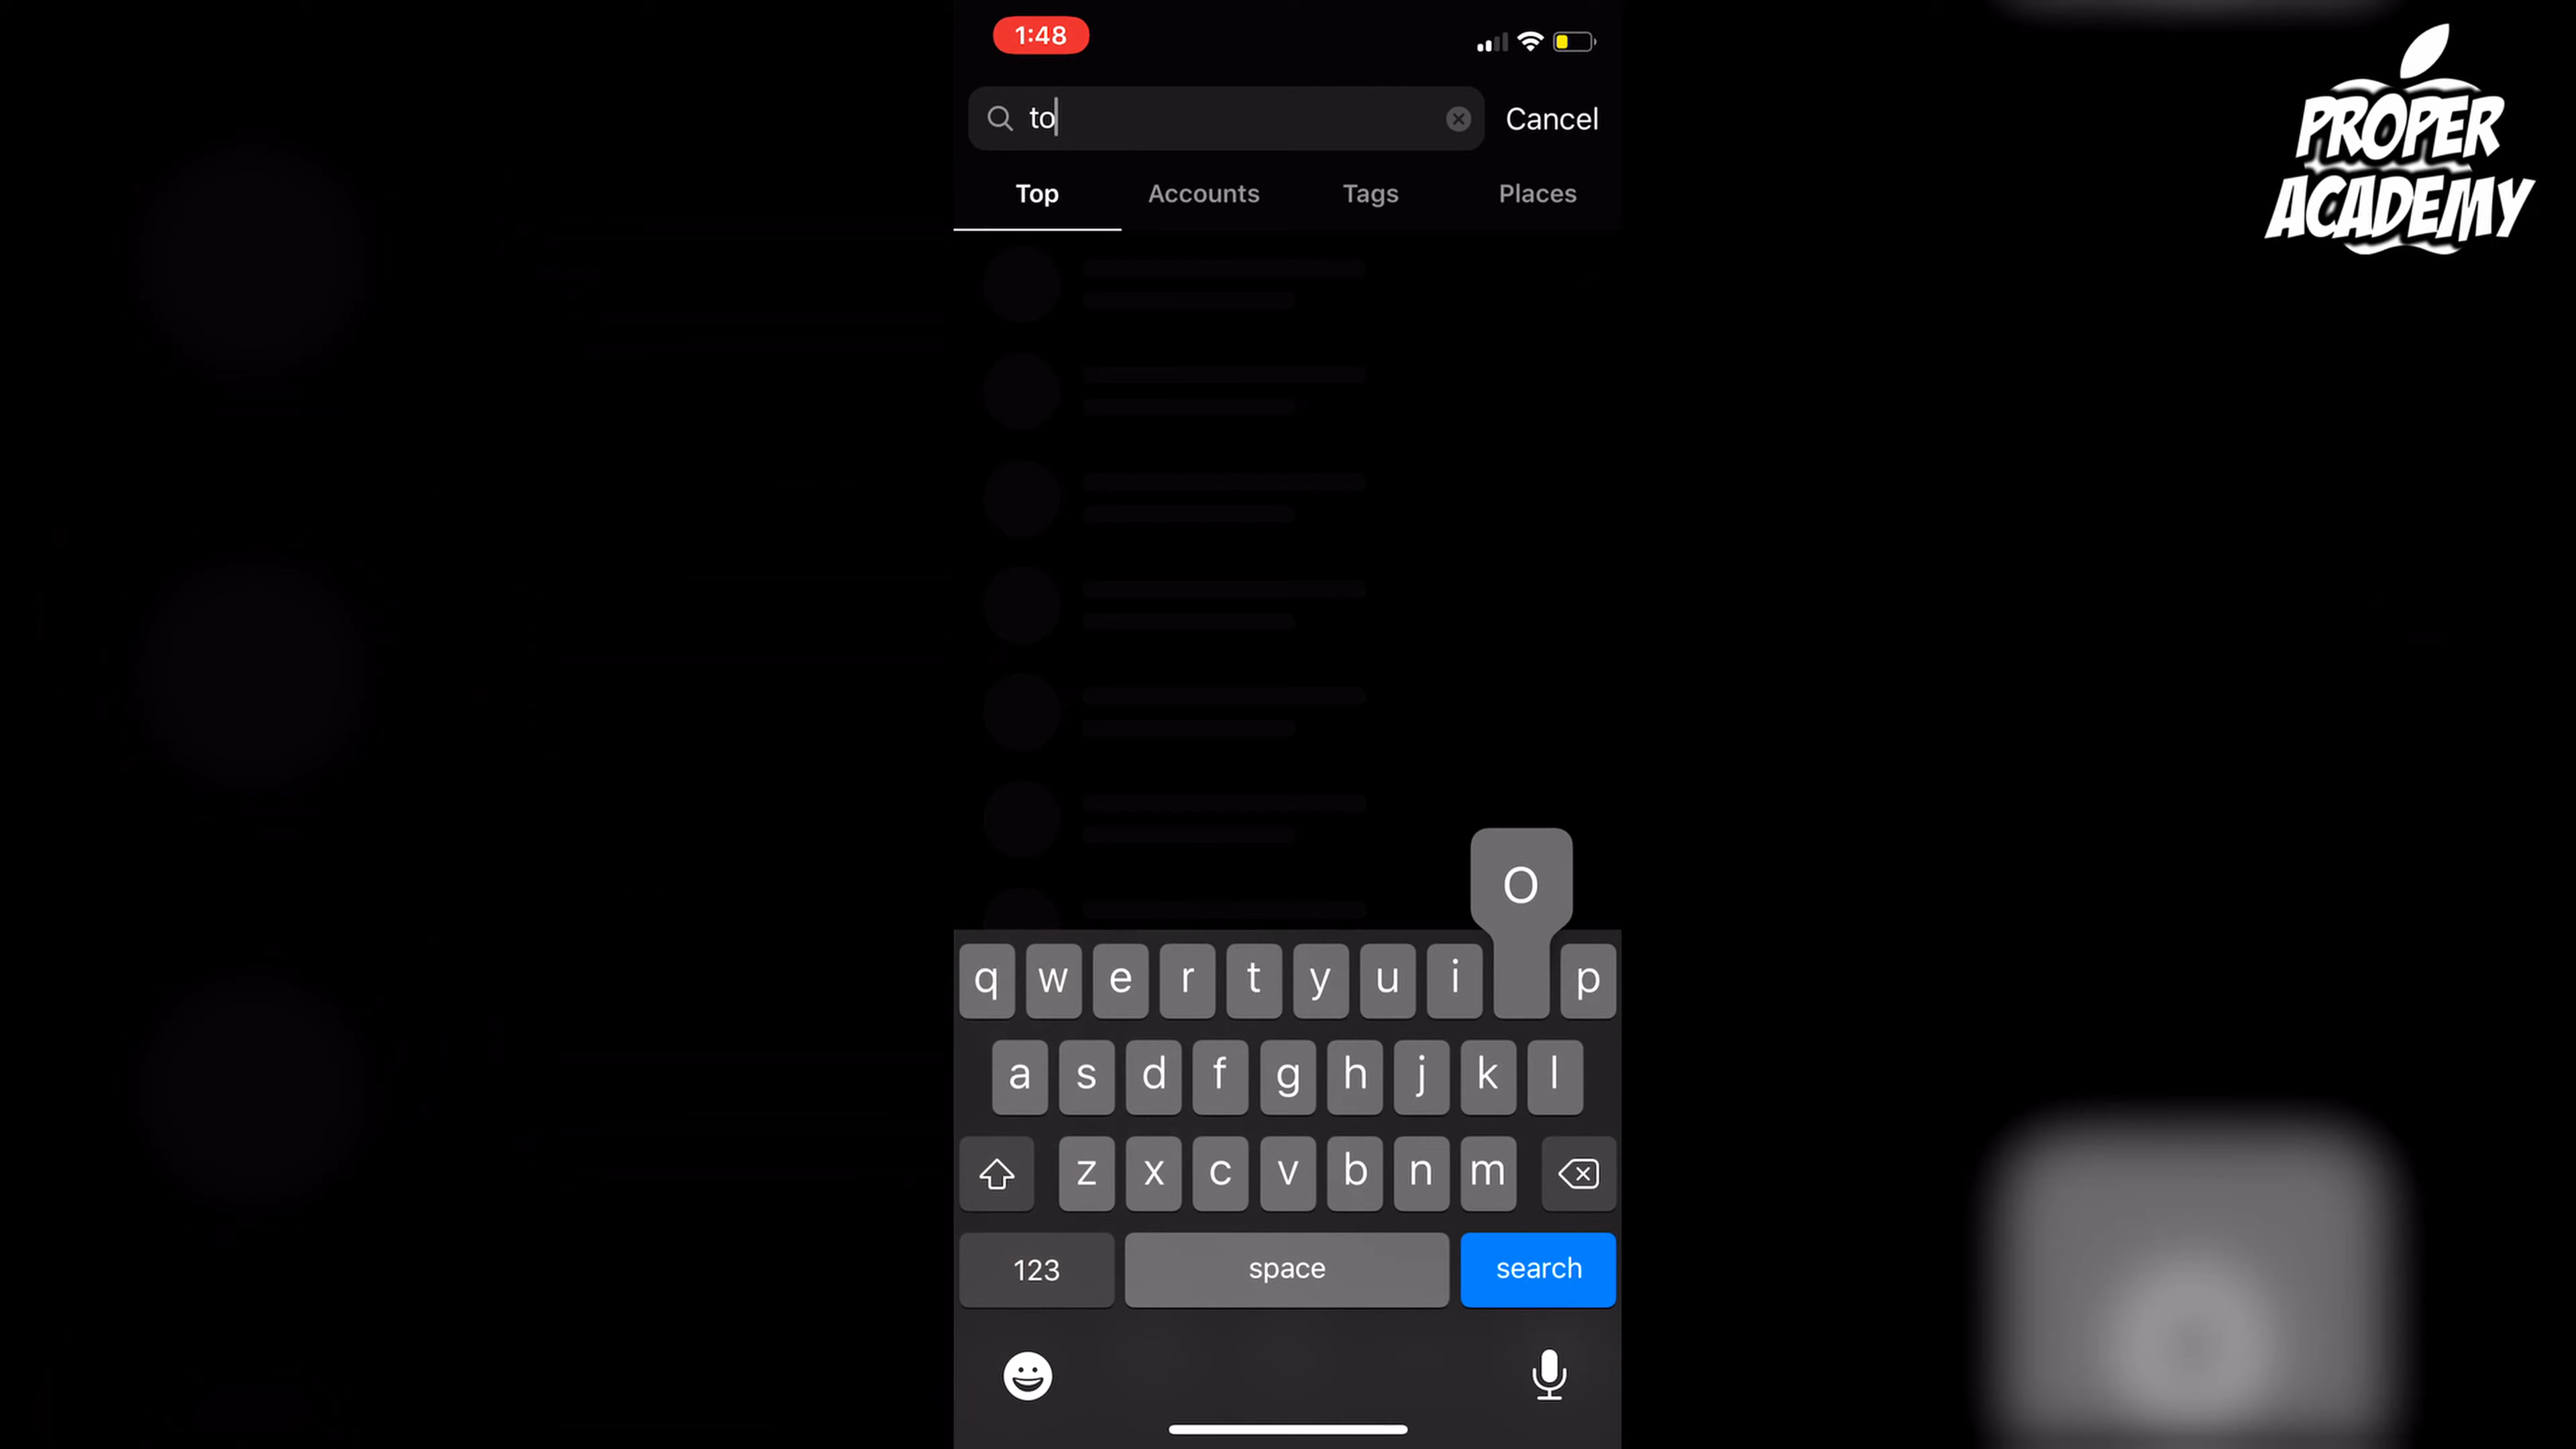 1:48
to
Cancel
Top Accounts Tags Places
PROPER
ACADEMY
O
q w e r t y u i p
a s d f g h j k l
z x c v b n m
123 space search